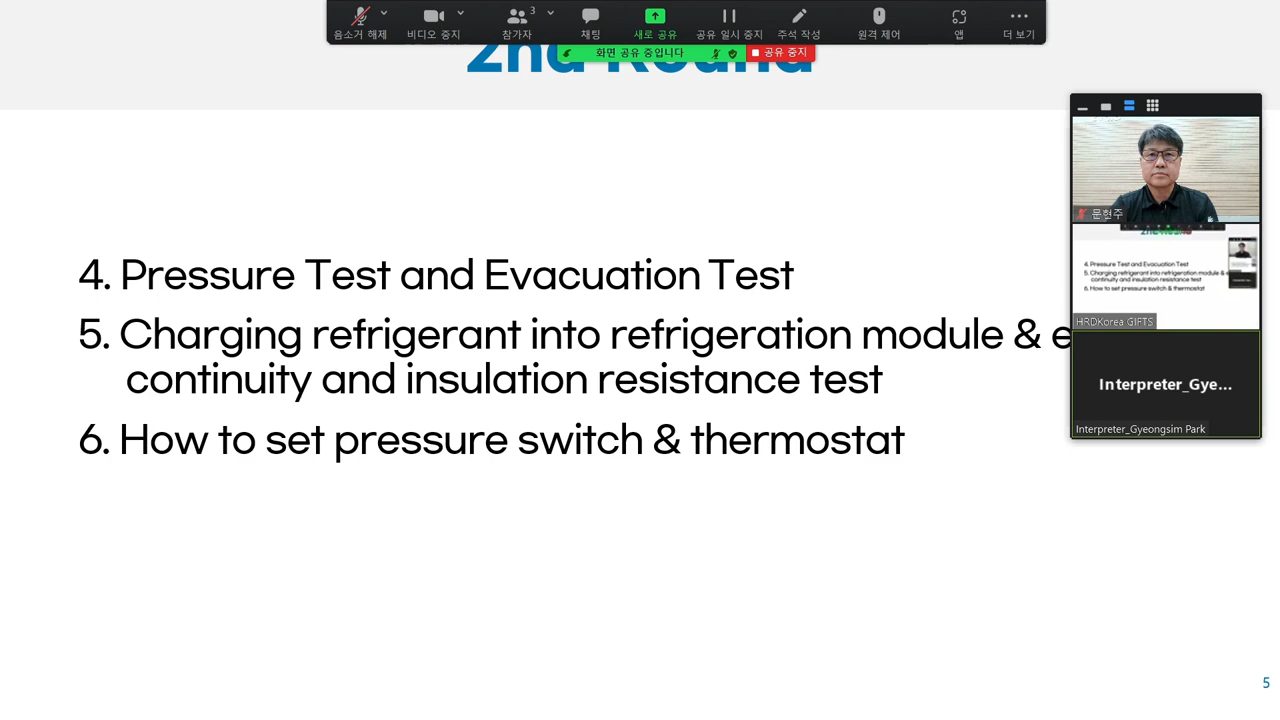 음소거 해제
비디오 중지
3
참가자
채팅
새로 공유
공유 일시 중지
주석 작성
원격 제어
앱
더 보기
화면 공유 중입니다
공유 중지
2nd Round
문현주
4. Pressure Test and Evacuation Test
5. Charging refrigerant into refrigeration module & e
continuity and insulation resistance test
6. How to set pressure switch & thermostat
2nd Round
4. Pressure Test and Evacuation Test
5. Charging refrigerant into refrigeration module & e
continuity and insulation resistance test
6. How to set pressure switch & thermostat
HRDKorea GIFTS
Interpreter_Gye...
Interpreter_Gyeongsim Park
5